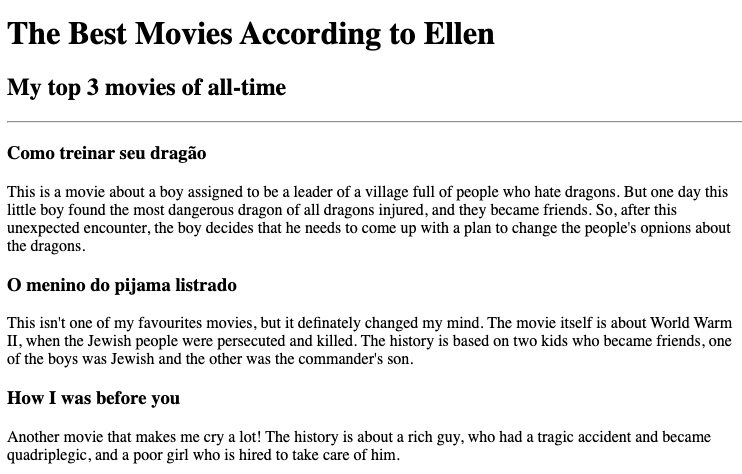 The Best Movies According to Ellen
My top 3 movies of all-time
Como treinar seu dragão
This is a movie about a boy assigned to be a leader of a village full of people who hate dragons. But one day this
little boy found the most dangerous dragon of all dragons injured, and they became friends. So, after this
unexpected encounter, the boy decides that he needs to come up with a plan to change the people's opnions about
the dragons.
O menino do pijama listrado
This isn't one of my favourites movies, but it definately changed my mind. The movie itself is about World Warm
II, when the Jewish people were persecuted and killed. The history is based on two kids who became friends, one
of the boys was Jewish and the other was the commander's son.
How I was before you
Another movie that makes me cry a lot! The history is about a rich guy, who had a tragic accident and became
quadriplegic, and a poor girl who is hired to take care of him.